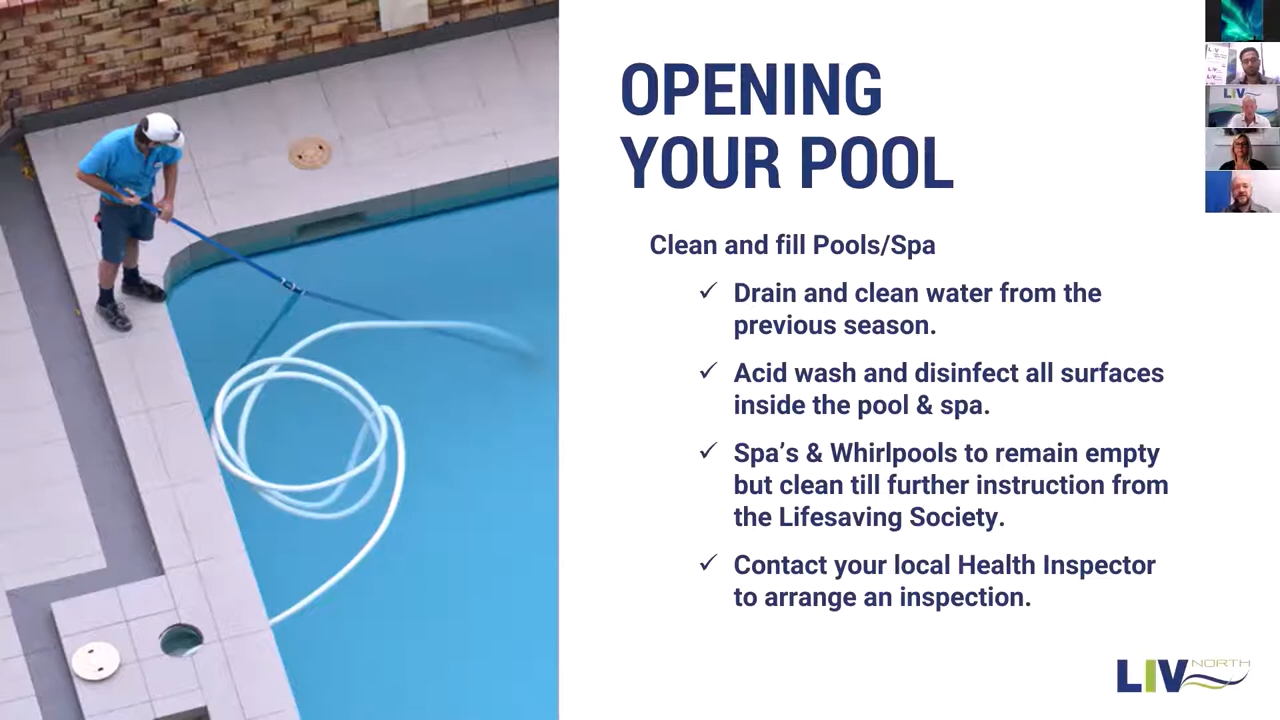 OPENING
YOUR POOL
Clean and fill Pools/Spa
✓ Drain and clean water from the
previous season.
✓ Acid wash and disinfect all surfaces
inside the pool & spa.
✓ Spa’s & Whirlpools to remain empty
but clean till further instruction from
the Lifesaving Society.
✓ Contact your local Health Inspector
to arrange an inspection.
LIV NORTH
LIV